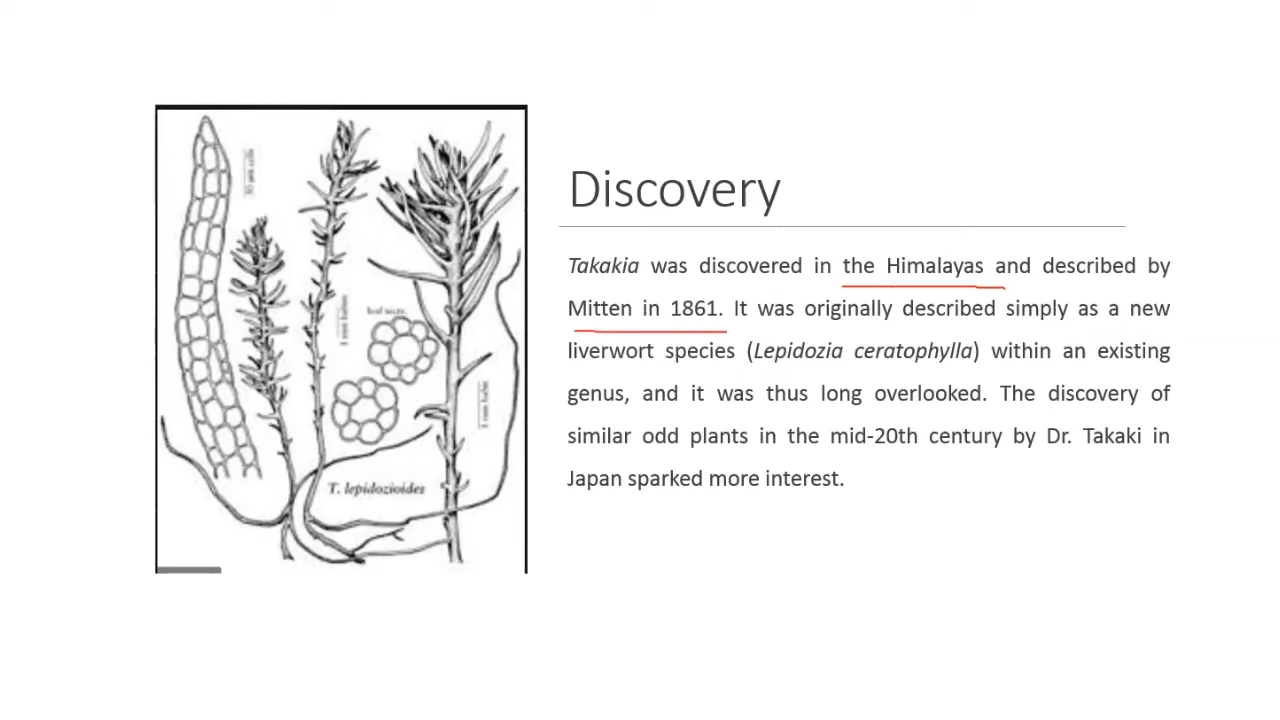 Discovery
Takakia was discovered in the Himalayas and described by
Mitten in 1861. It was originally described simply as a new
liverwort species (Lepidozia ceratophylla) within an existing
genus, and it was thus long overlooked. The discovery of
similar odd plants in the mid-20th century by Dr. Takaki in
Japan sparked more interest.
leaf sects.
T. lepidozioides